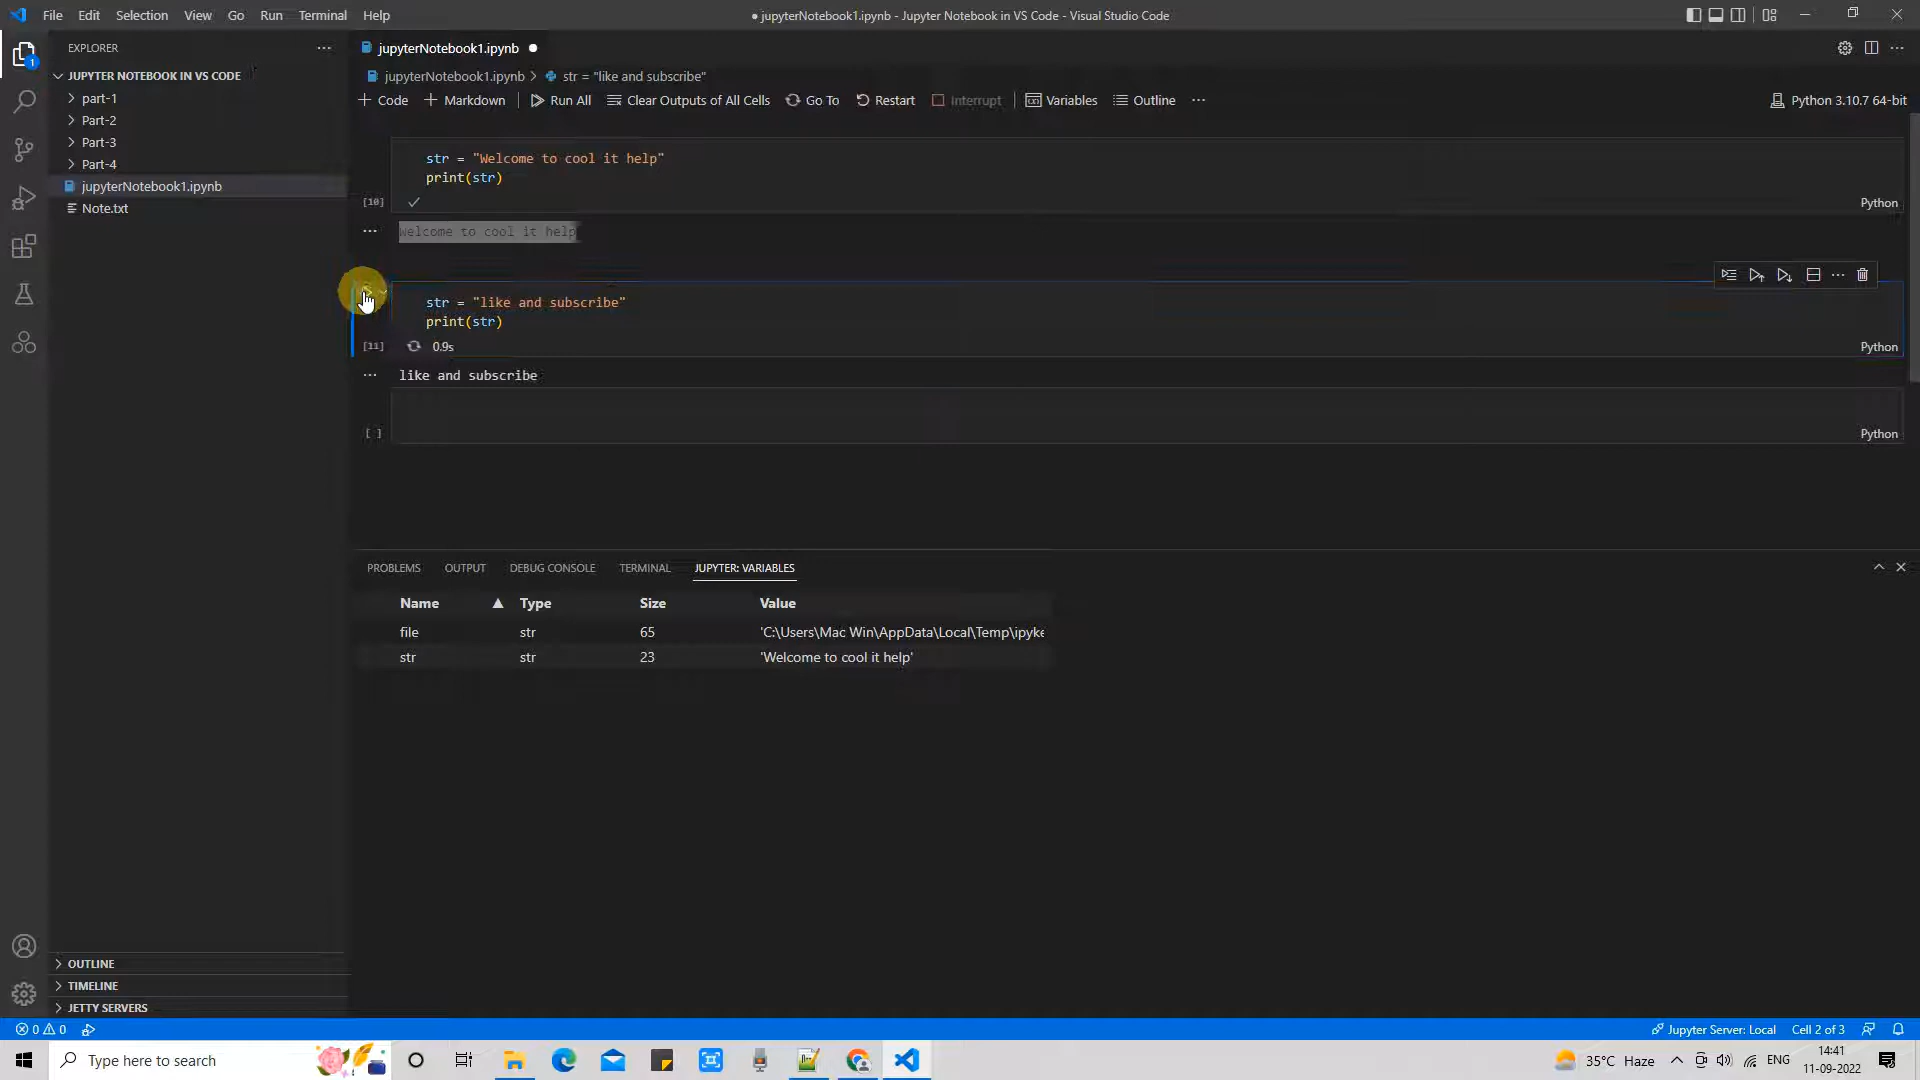 File Edit Selection View Go Run Terminal Help
● jupyterNotebook1.ipynb - Jupyter Notebook in VS Code - Visual Studio Code
EXPLORER
JUPYTER NOTEBOOK IN VS CODE
part-1
Part-2
Part-3
Part-4
jupyterNotebook1.ipynb
Note.txt
OUTLINE
TIMELINE
JETTY SERVERS
jupyterNotebook1.ipynb
jupyterNotebook1.ipynb > str = "like and subscribe"
+ Code + Markdown Run All Clear Outputs of All Cells Go To Restart Interrupt Variables Outline ...
Python 3.10.7 64-bit
str = "Welcome to cool it help"
print(str)
[10]
Python
Welcome to cool it help
str = "like and subscribe"
print(str)
[11] 0.9s
Python
like and subscribe
[ ]
Python
PROBLEMS OUTPUT DEBUG CONSOLE TERMINAL JUPYTER: VARIABLES
Name ▲ Type Size Value
file str 65 'C:\Users\Mac Win\AppData\Local\Temp\ipyke
str str 23 'Welcome to cool it help'
0 0
Jupyter Server: Local Cell 2 of 3
Type here to search
35°C Haze ENG
14:41
11-09-2022